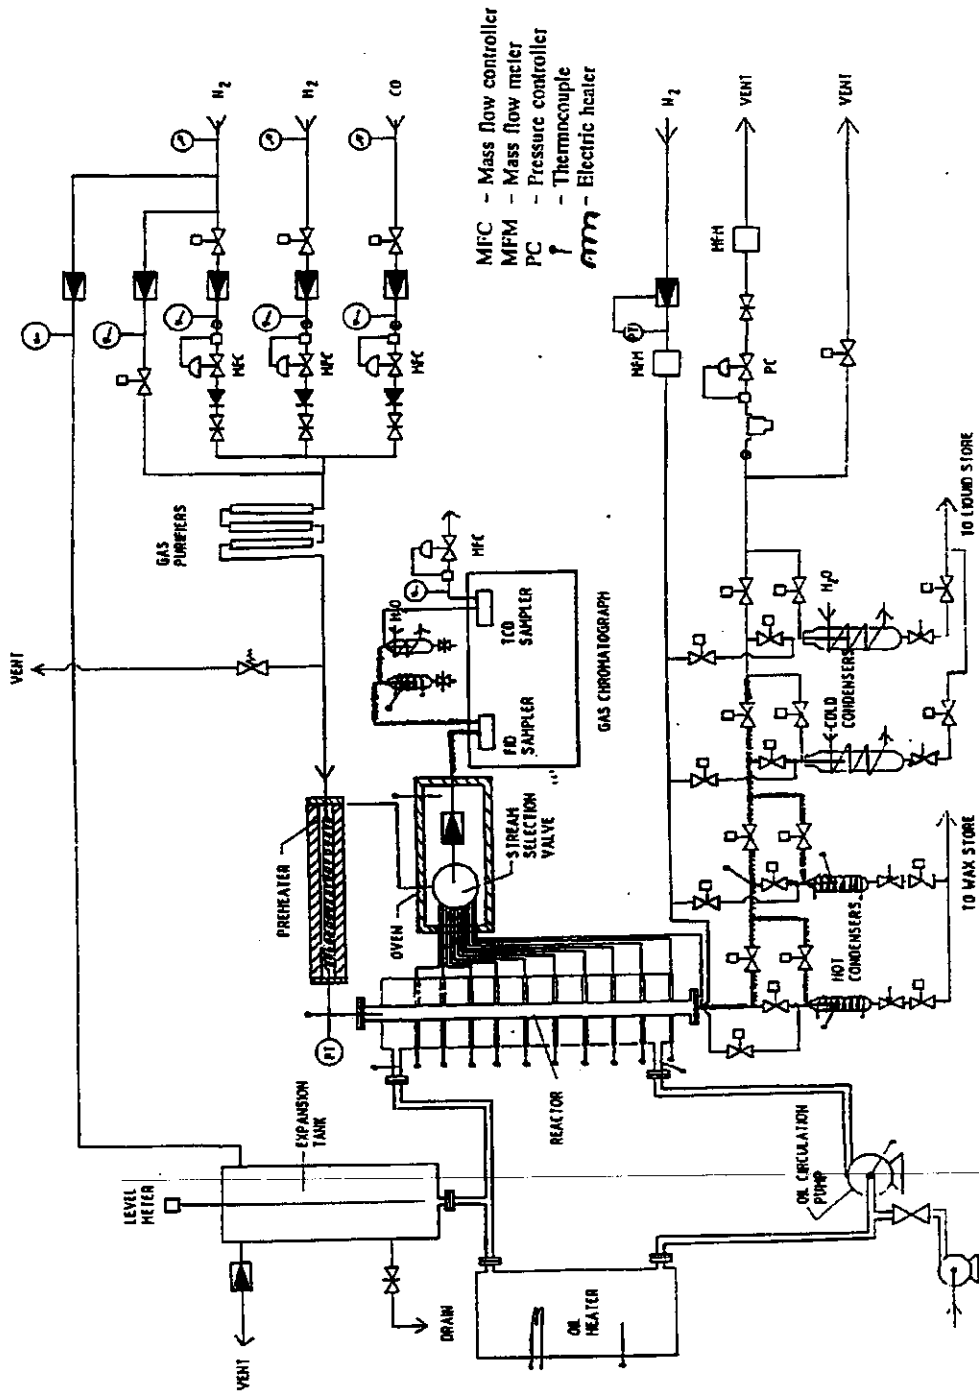 N2
H2
CO
MFC - Mass flow controller
MFM - Mass flow meter
PC - Pressure controller
- Thermocouple
- Electric heater
MFC
MFC
MFC
GAS
PURIFIERS
VENT
PREHEATER
PT
OVEN
STREAM
SELECTION
VALVE
FID
SAMPLER
TCD
SAMPLER
H2O
MFC
GAS CHROMATOGRAPH
N2
PT
MFM
VENT
MFM
PC
VENT
REACTOR
LEVEL
METER
EXPANSION
TANK
VENT
DRAIN
OIL
HEATER
OIL CIRCULATION
PUMP
HOT
CONDENSERS
COLD
CONDENSERS
H2O
TO WAX STORE
TO LIQUID STORE